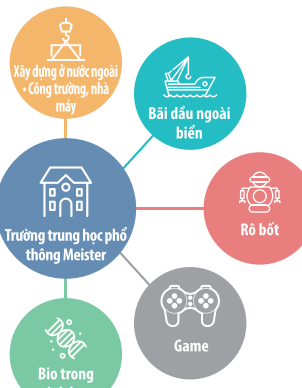 Xây dựng ở nước ngoài
• Công trường, nhà
máy
Bãi dầu ngoài
biển
Trường trung học phổ
thông Meister
Rô bốt
Game
Bio trong